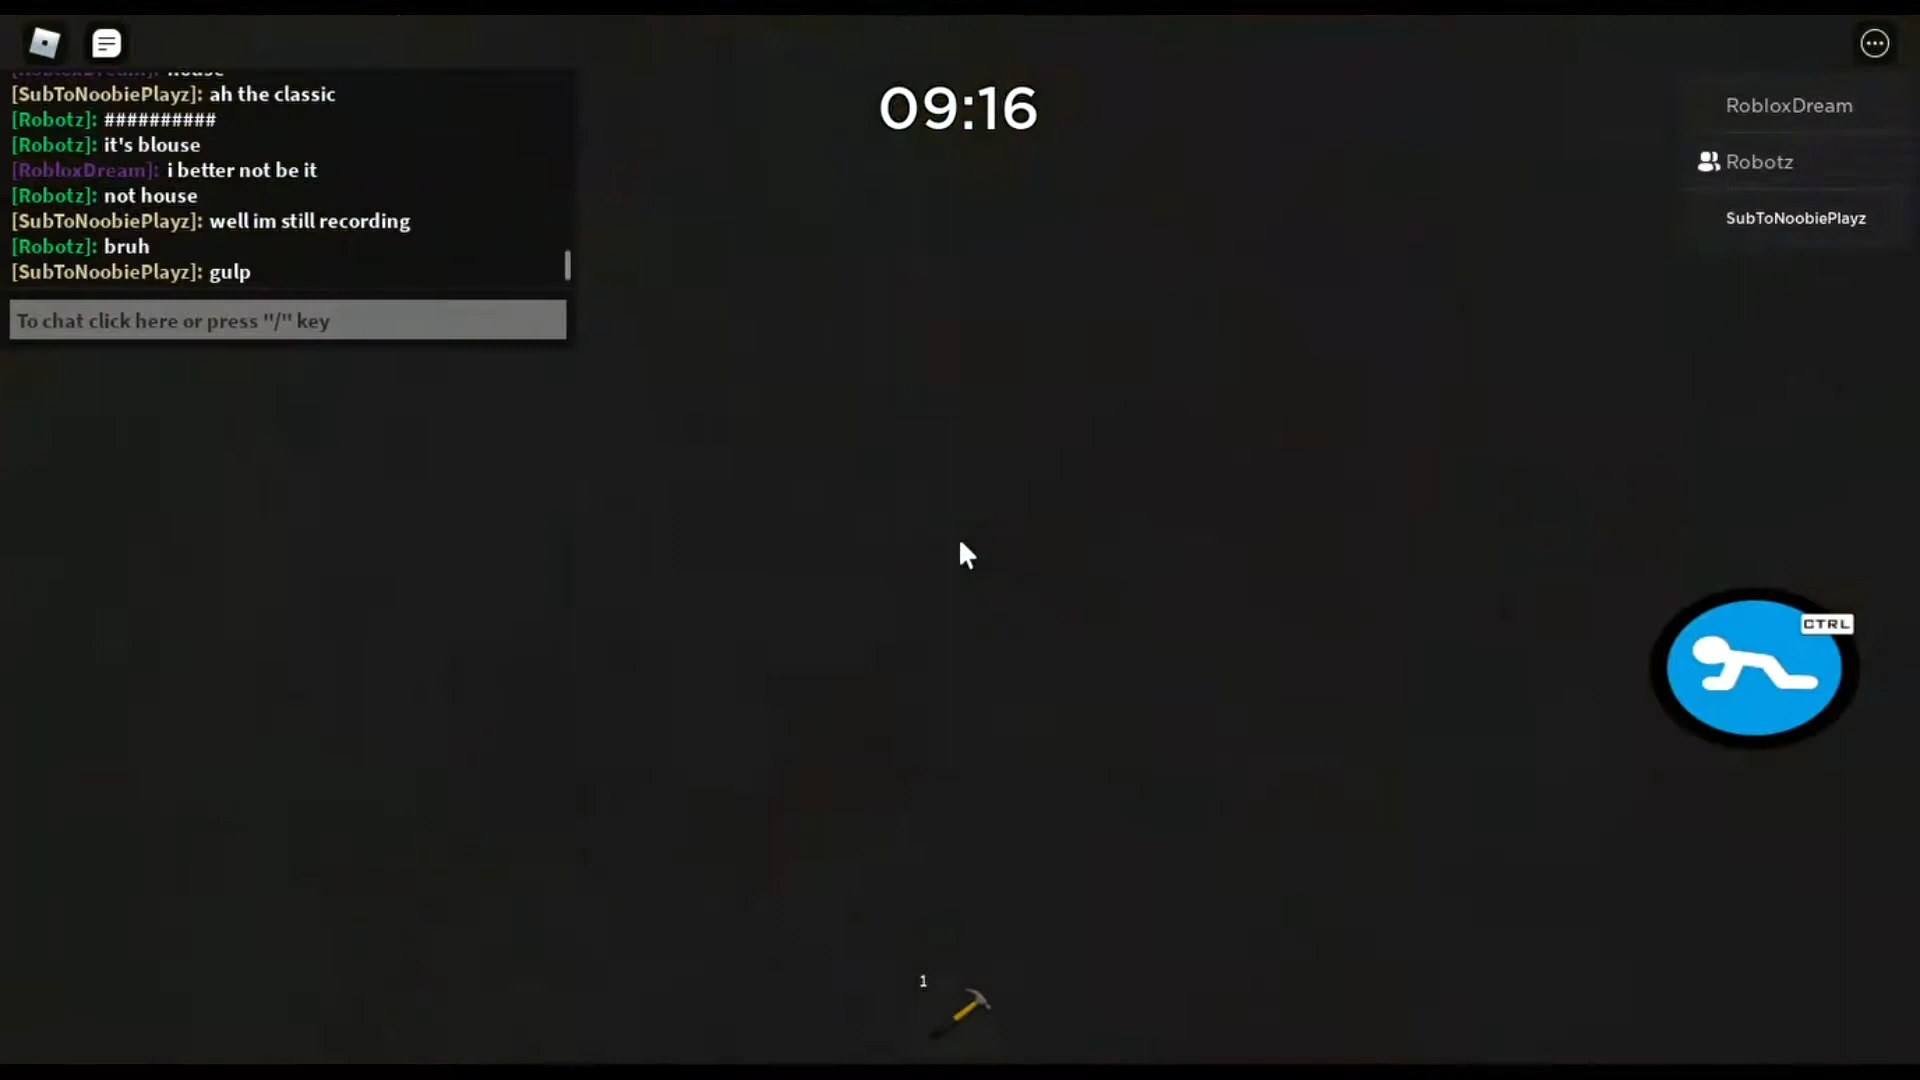 [RobloxDream]: house
[SubToNoobiePlayz]: ah the classic
09:16
RobloxDream
[Robotz]: ##########
[Robotz]: it's blouse
[RobloxDream]: i better not be it
Robotz
[Robotz]: not house
[SubToNoobiePlayz]: well im still recording
SubToNoobiePlayz
[Robotz]: bruh
[SubToNoobiePlayz]: gulp
To chat click here or press "/" key
CTRL
1